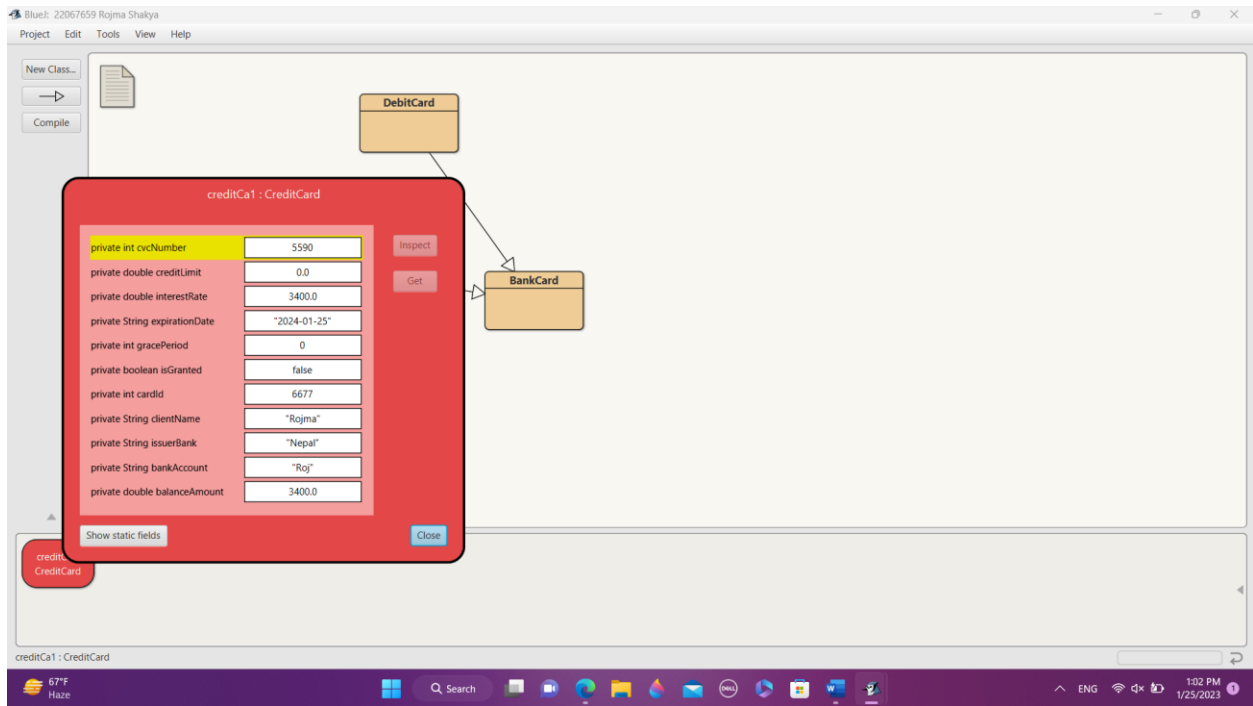 BlueJ: 22067659 Rojma Shakya
Project Edit Tools View Help
New Class...
Compile
DebitCard
creditCa1 : CreditCard
private int cvcNumber 5590
Inspect
private double creditLimit 0.0
Get
BankCard
private double interestRate 3400.0
private String expirationDate "2024-01-25"
private int gracePeriod 0
private boolean isGranted false
private int cardId 6677
private String clientName "Rojma"
private String issuerBank "Nepal"
private String bankAccount "Roj"
private double balanceAmount 3400.0
Show static fields
Close
CreditCard
creditCa1 : CreditCard
67°F
Haze
Search
DELL
ENG
1:02 PM
1/25/2023
1